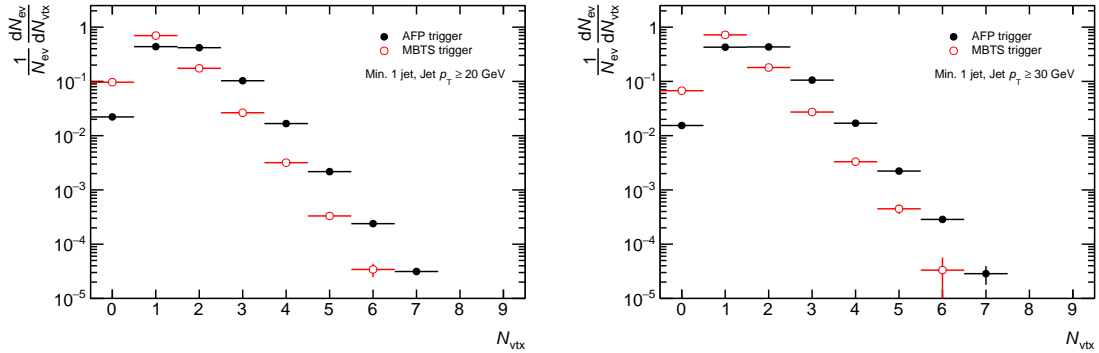 1/N_ev dN_ev/dN_vtx
1
10⁻¹
10⁻²
10⁻³
10⁻⁴
10⁻⁵
AFP trigger
MBTS trigger
Min. 1 jet, Jet p_T ≥ 20 GeV
0 1 2 3 4 5 6 7 8 9
N_vtx
1/N_ev dN_ev/dN_vtx
1
10⁻¹
10⁻²
10⁻³
10⁻⁴
10⁻⁵
AFP trigger
MBTS trigger
Min. 1 jet, Jet p_T ≥ 30 GeV
0 1 2 3 4 5 6 7 8 9
N_vtx